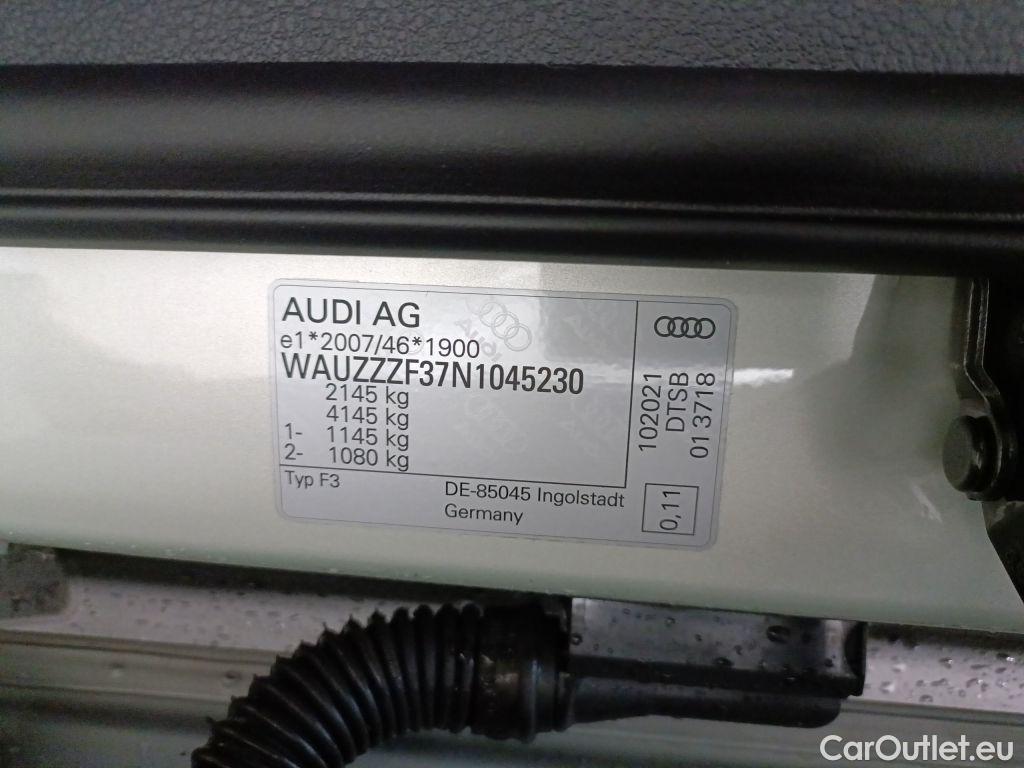 AUDI AG
e1*2007/46*1900
WAUZZZF37N1045230
2145 kg
4145 kg
1- 1145 kg
2- 1080 kg
Typ F3
DE-85045 Ingolstadt
Germany
102021
DTSB
01 3718
0,11
CarOutlet.eu